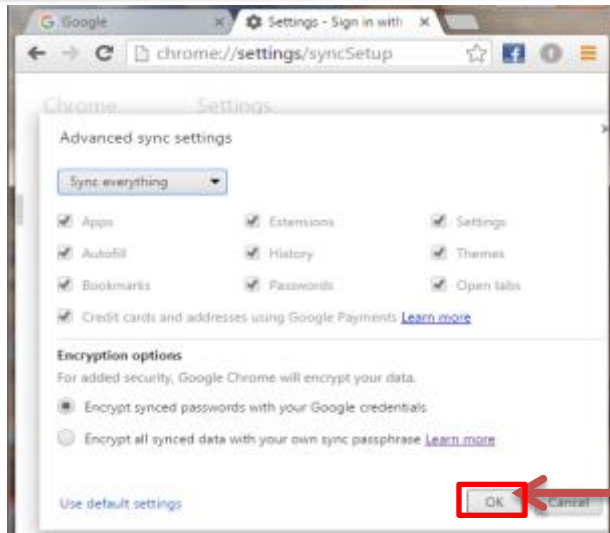 Google Settings - Sign in with
chrome://settings/syncSetup
Chrome Settings
Advanced sync settings
Sync everything
Apps Extensions Settings
Autofill History Themes
Bookmarks Passwords Open tabs
Credit cards and addresses using Google Payments Learn more
Encryption options
For added security, Google Chrome will encrypt your data.
Encrypt synced passwords with your Google credentials
Encrypt all synced data with your own sync passphrase Learn more
Use default settings OK Cancel